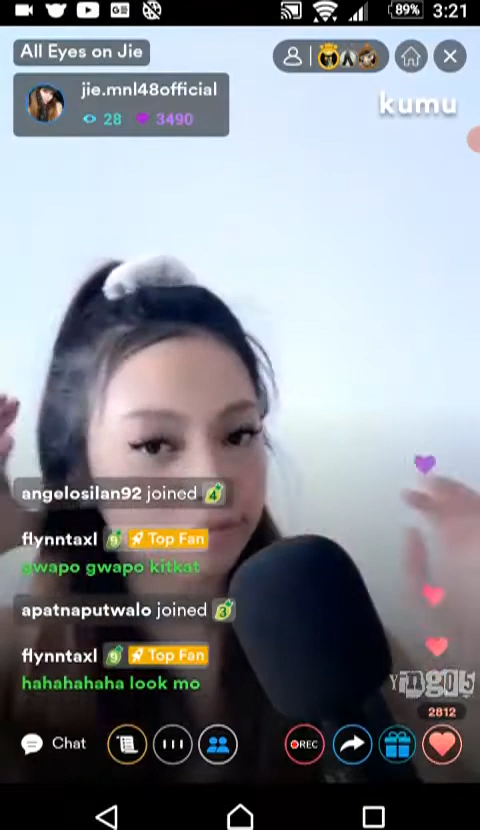 89% 3:21
All Eyes on Jie
jie.mnl48official
28 3490
kumu
angelosilan92 joined 4
flynntaxl 9 Top Fan
gwapo gwapo kitkat
apatnaputwalo joined 3
flynntaxl 9 Top Fan
hahahahaha look mo
Ying05
2812
Chat
REC